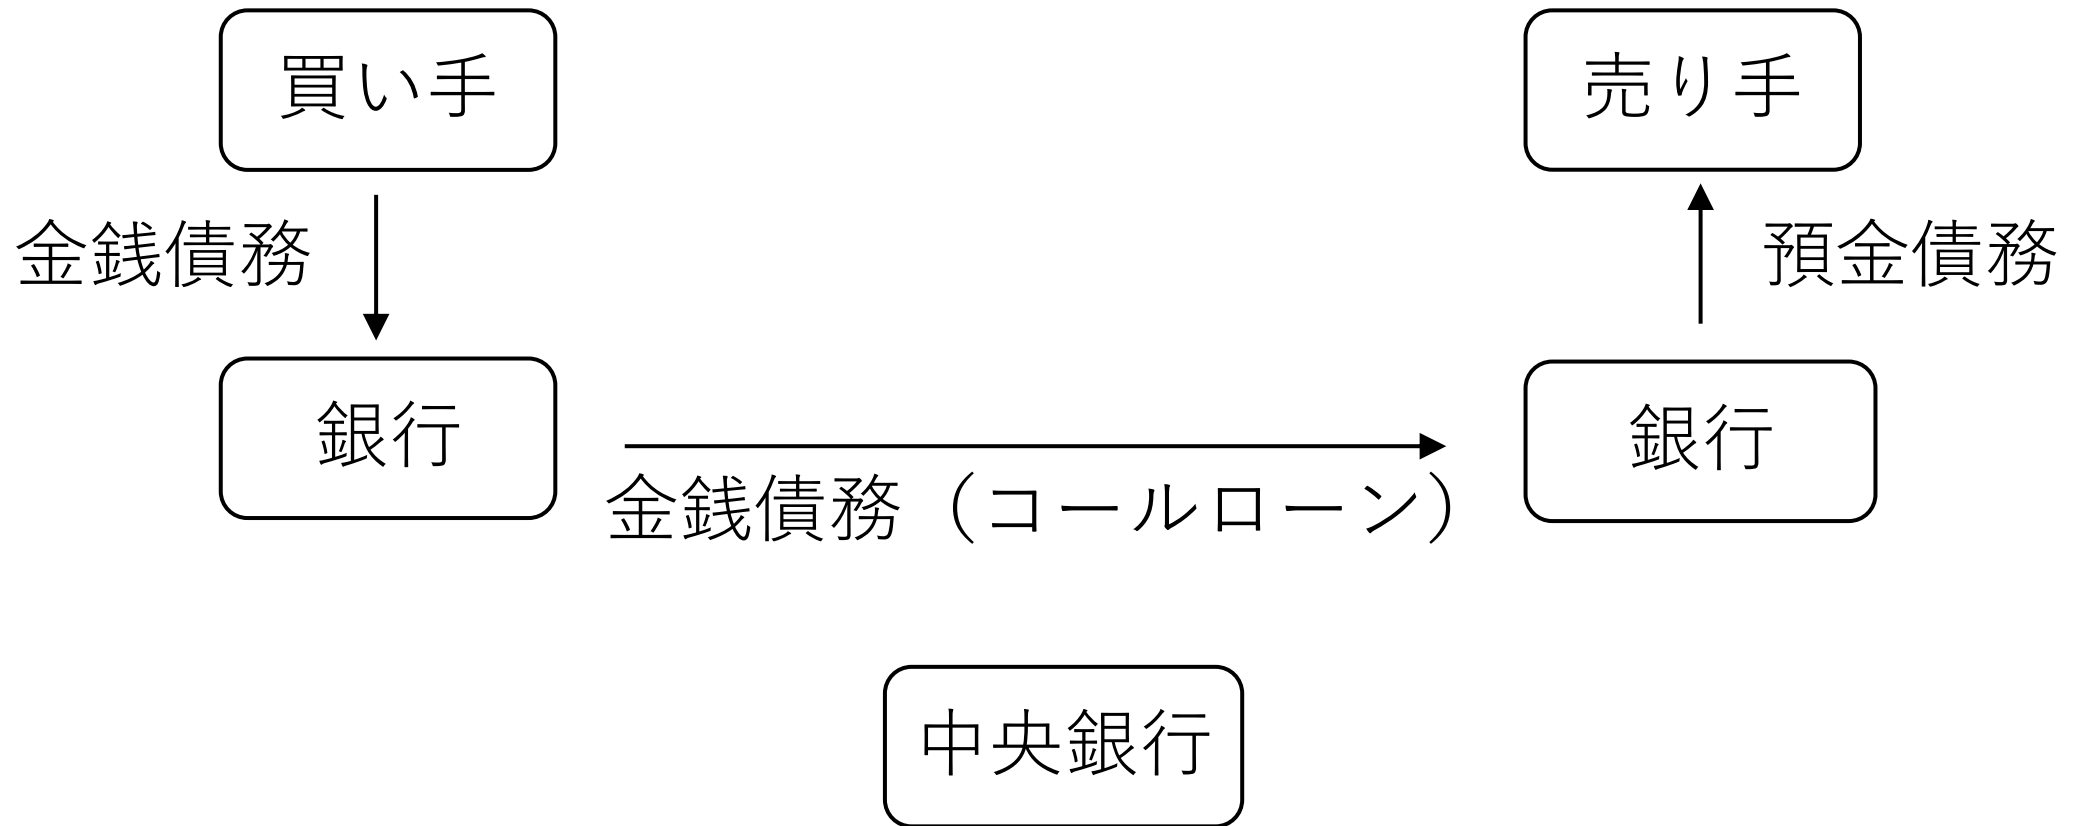 買い手
売り手
金銭債務
預金債務
銀行
銀行
金銭債務（コールローン）
中央銀行